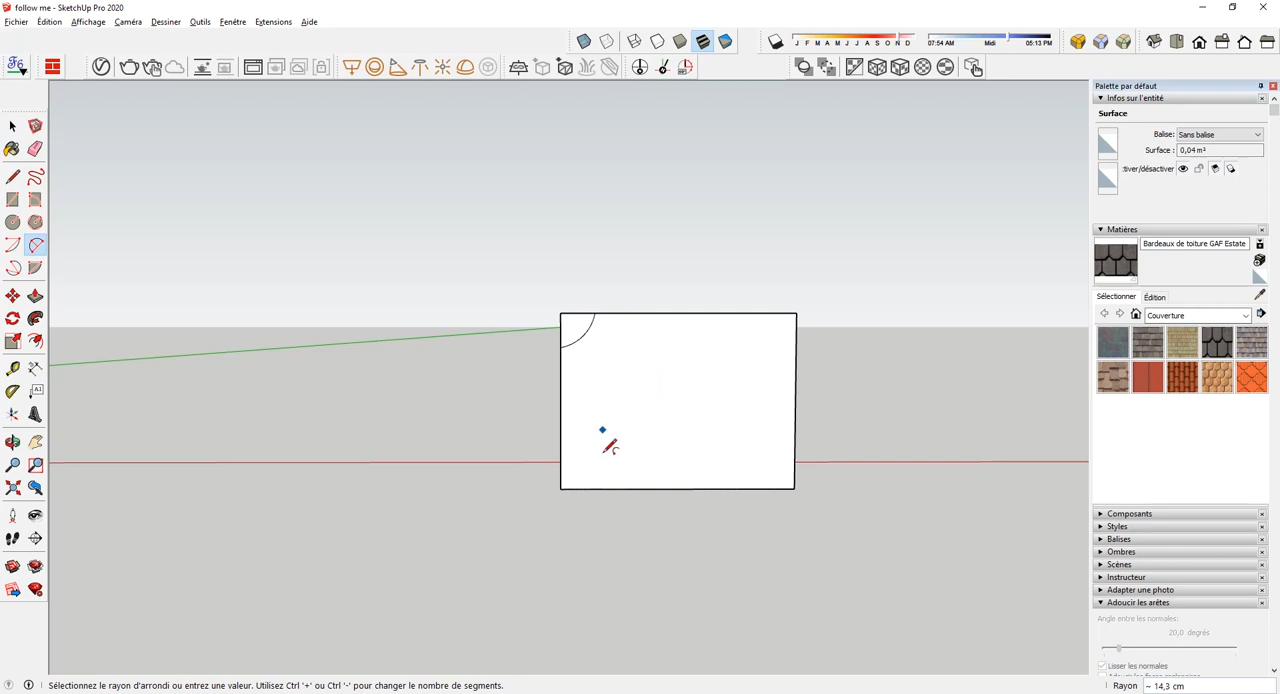 follow me - SketchUp Pro 2020
Fichier Édition Affichage Caméra Dessiner Outils Fenêtre Extensions Aide
J F M A M J J A S O N D
07:54 AM Midi 05:13 PM
Palette par défaut
Infos sur l'entité
Surface
Balise: Sans balise
Surface : 0,04 m²
:tiver/désactiver
Matières
Bardeaux de toiture GAF Estate
Sélectionner Édition
Couverture
Composants
Styles
Balises
Ombres
Scènes
Instructeur
Adapter une photo
Adoucir les arêtes
Angle entre les normales:
20,0 degrés
Lisser les normales
Sélectionnez le rayon d'arrondi ou entrez une valeur. Utilisez Ctrl '+' ou Ctrl '-' pour changer le nombre de segments.
Rayon ~ 14,3 cm